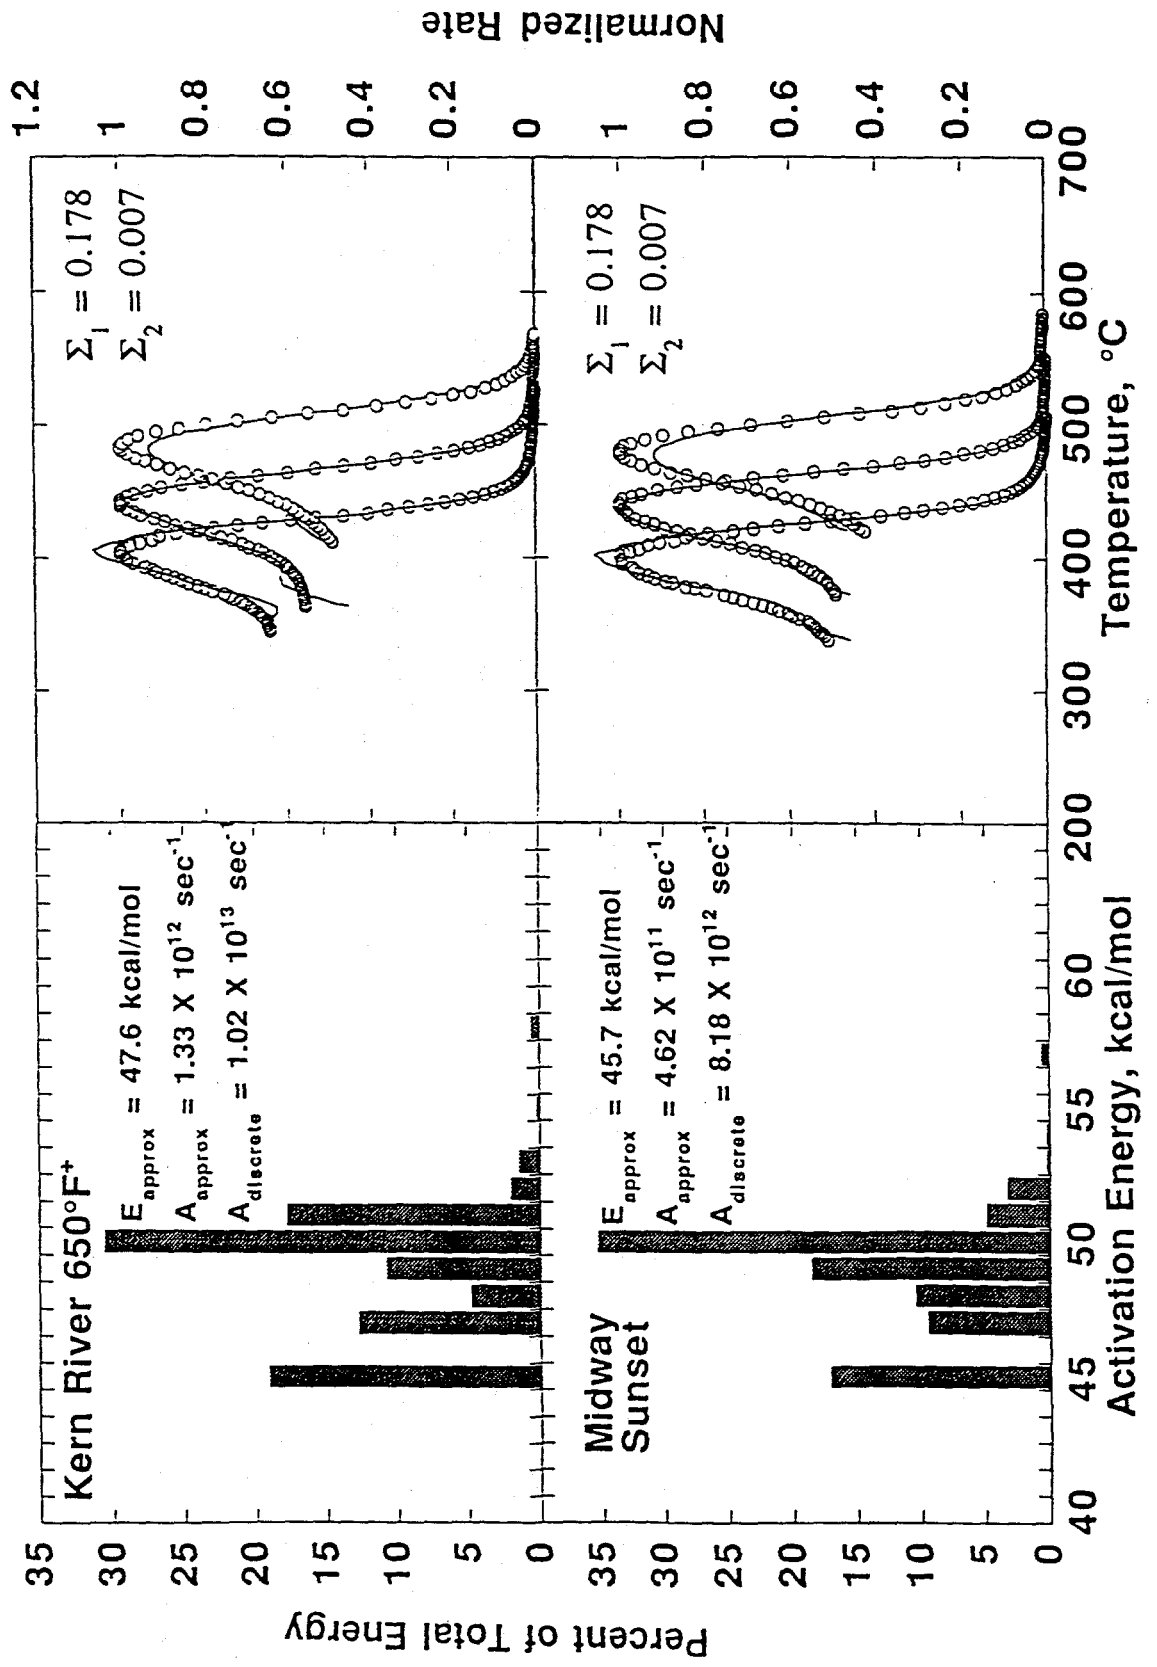 Kern River 650°F+
E_approx = 47.6 kcal/mol
A_approx = 1.33 X 10^12 sec^-1
A_discrete = 1.02 X 10^13 sec^-
Σ_1 = 0.178
Σ_2 = 0.007
35
30
25
20
15
10
5
0
1.2
1
0.8
0.6
0.4
0.2
0
Midway
Sunset
E_approx = 45.7 kcal/mol
A_approx = 4.62 X 10^11 sec^-1
A_discrete = 8.18 X 10^12 sec^-1
Σ_1 = 0.178
Σ_2 = 0.007
35
30
25
20
15
10
5
0
1
0.8
0.6
0.4
0.2
0
40 45 50 55 60 200 300 400 500 600 700
Activation Energy, kcal/mol
Temperature, °C
Percent of Total Energy
Normalized Rate